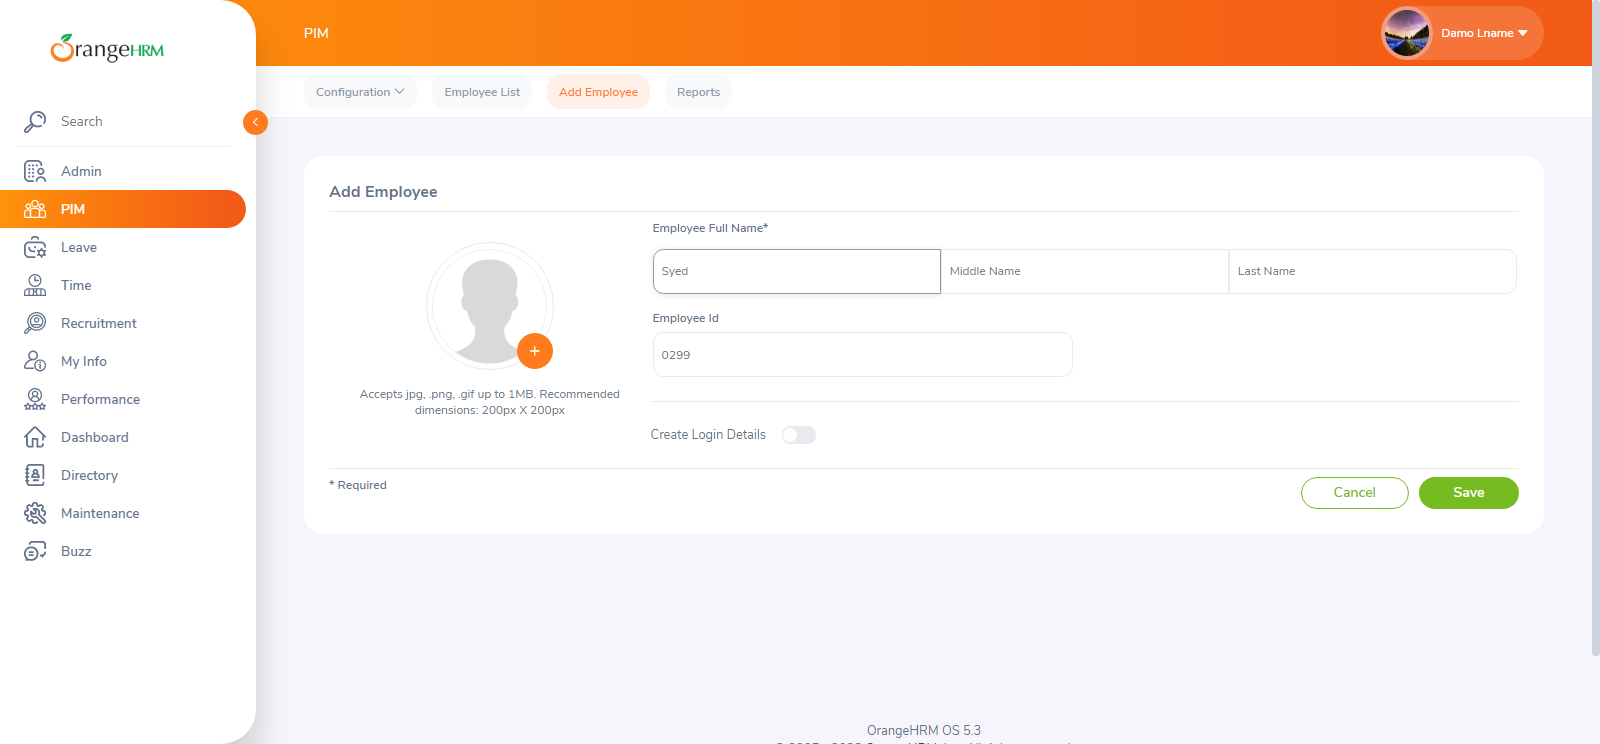 OrangeHRM
PIM
Damo Lname
Configuration
Employee List
Add Employee
Reports
Search
Admin
PIM
Leave
Time
Recruitment
My Info
Performance
Dashboard
Directory
Maintenance
Buzz
Add Employee
Employee Full Name*
Syed
Middle Name
Last Name
Employee Id
0299
Accepts jpg, .png, .gif up to 1MB. Recommended
dimensions: 200px X 200px
Create Login Details
* Required
Cancel
Save
OrangeHRM OS 5.3